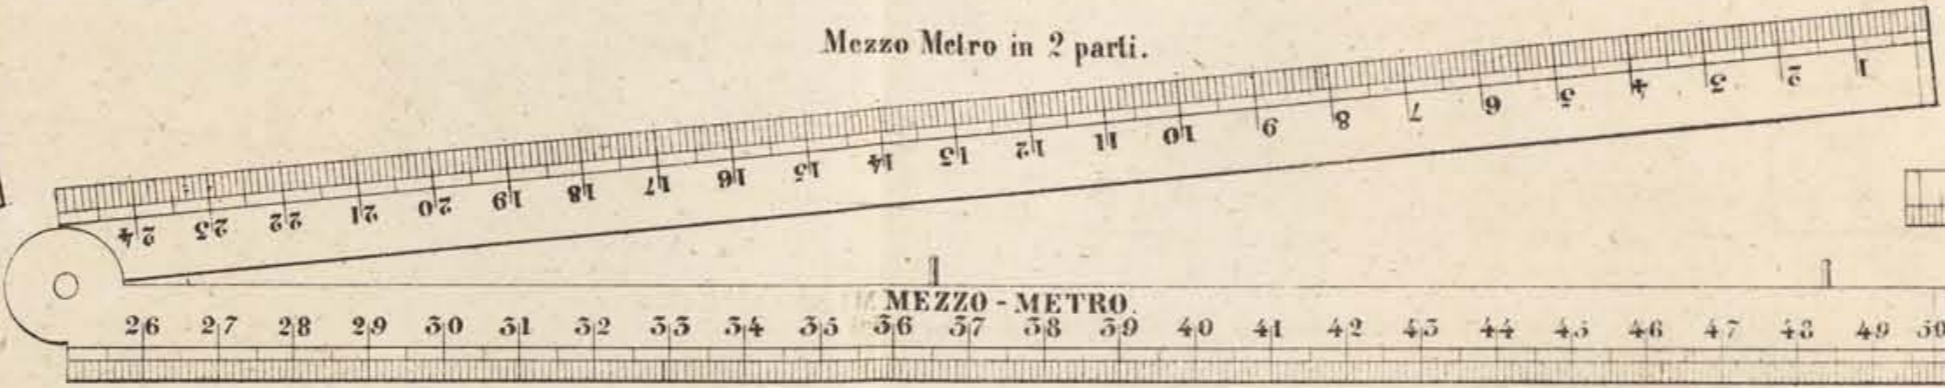 Mezzo Metro in 2 parti.
1 2 3 4 5 6 7 8 9 10 11 12 13 14 15 16 17 18 19 20 21 22 23 24
MEZZO - METRO.
26 27 28 29 30 31 32 33 34 35 36 37 38 39 40 41 42 43 44 45 46 47 48 49 50